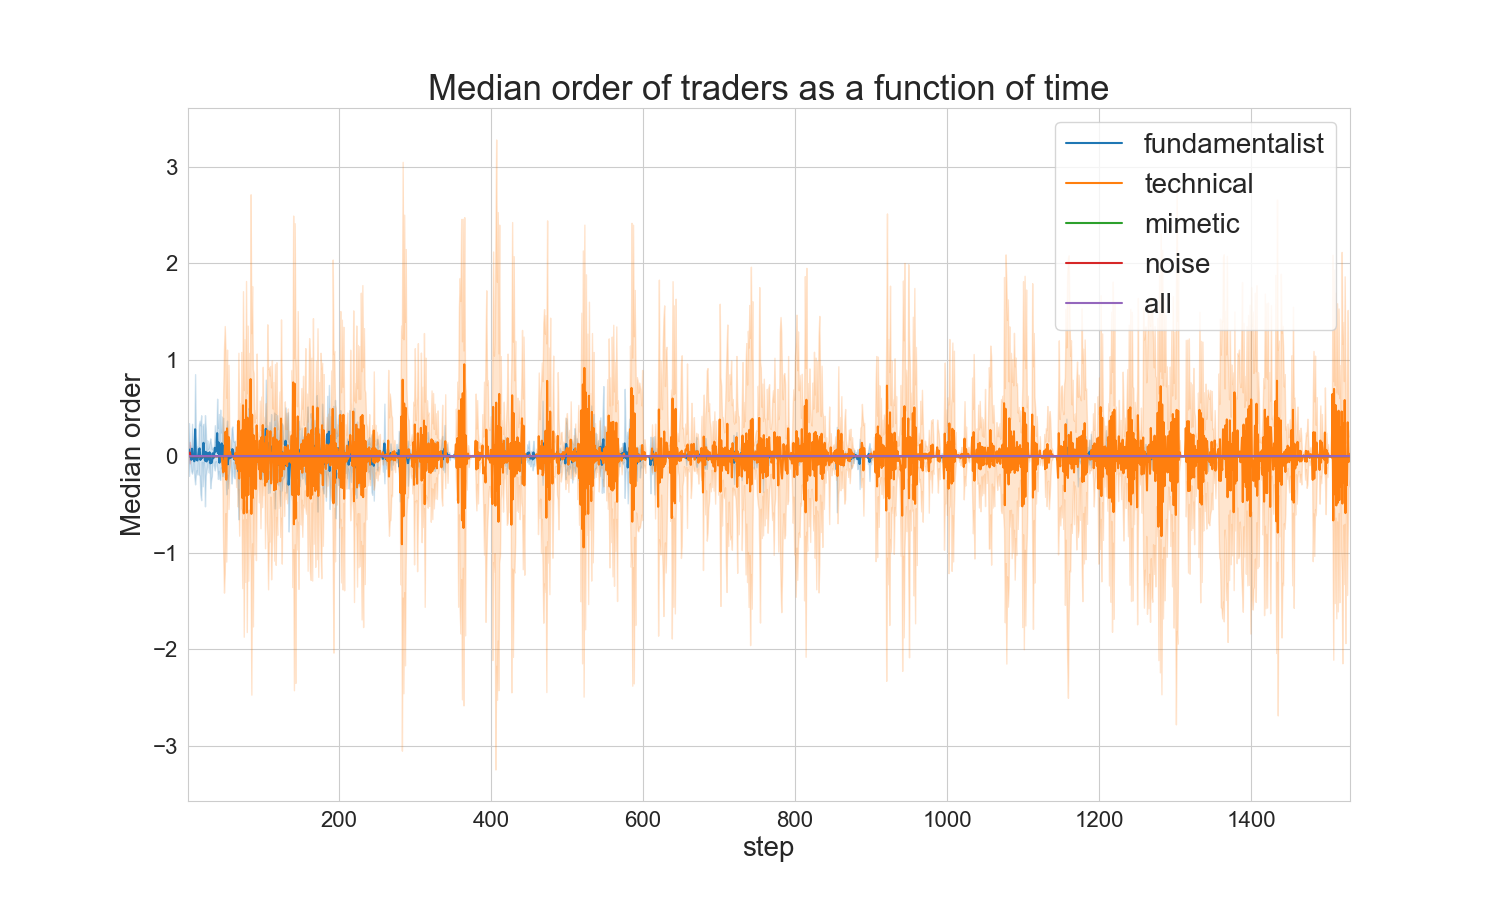 Median order of traders as a function of time
fundamentalist
technical
mimetic
noise
all
Median order
3
2
1
0
−1
−2
−3
200
400
600
800
1000
1200
1400
step